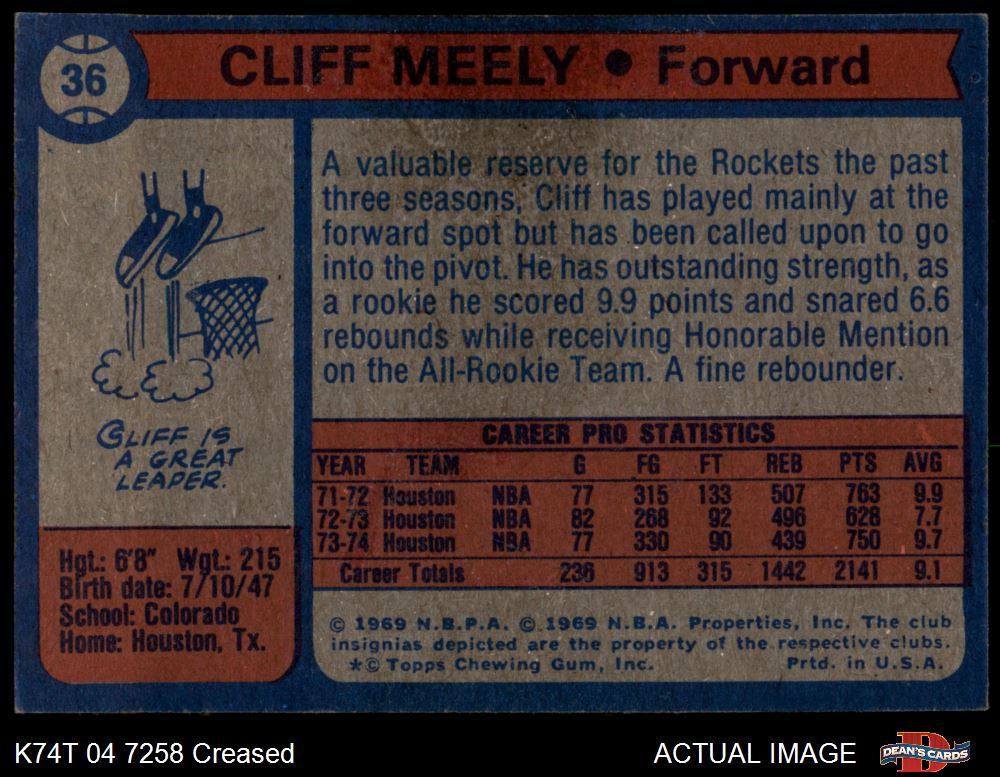 36
CLIFF MEELY • Forward
A valuable reserve for the Rockets the past
three seasons, Cliff has played mainly at the
forward spot but has been called upon to go
into the pivot. He has outstanding strength, as
a rookie he scored 9.9 points and snared 6.6
rebounds while receiving Honorable Mention
on the All-Rookie Team. A fine rebounder.
CLIFF IS
A GREAT
LEAPER.
Hgt.: 6'8" Wgt.: 215
Birth date: 7/10/47
School: Colorado
Home: Houston, Tx.
CAREER PRO STATISTICS
YEAR TEAM G FG FT REB PTS AVG
71-72 Houston NBA 77 315 133 507 763 9.9
72-73 Houston NBA 82 268 92 496 628 7.7
73-74 Houston NBA 77 330 90 439 750 9.7
Career Totals 236 913 315 1442 2141 9.1
© 1969 N.B.P.A. © 1969 N.B.A. Properties, Inc. The club
insignias depicted are the property of the respective clubs.
*© Topps Chewing Gum, Inc. Prtd. in U.S.A.
K74T 04 7258 Creased
ACTUAL IMAGE
DEAN'S CARDS